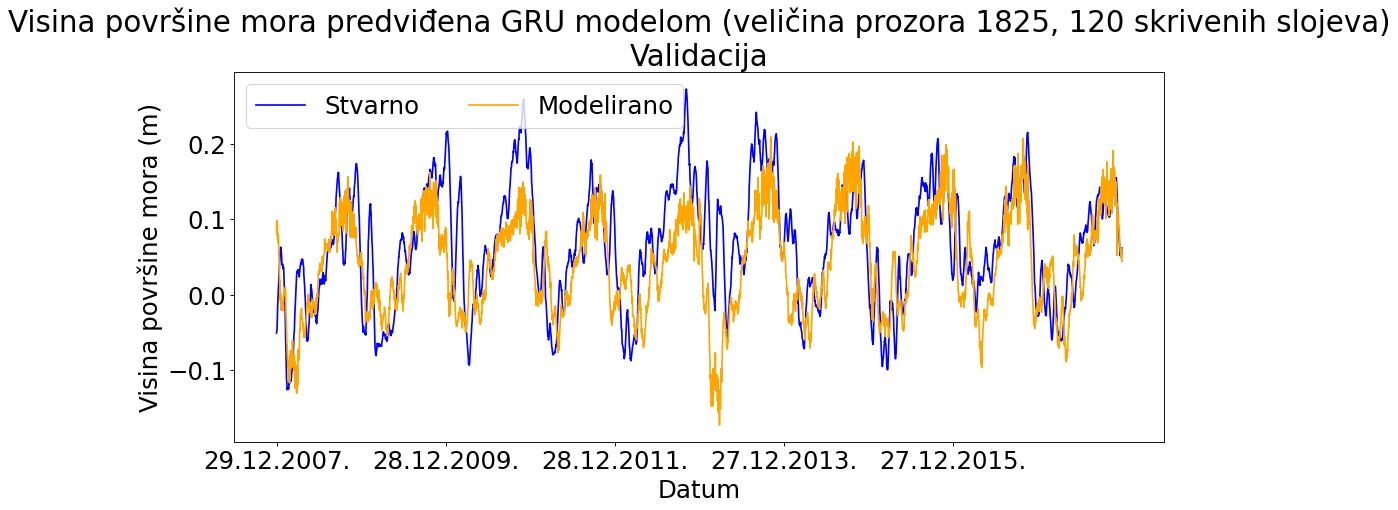 Visina površine mora predviđena GRU modelom (veličina prozora 1825, 120 skrivenih slojeva)
Validacija
Stvarno Modelirano
Visina površine mora (m)
0.2
0.1
0.0
−0.1
29.12.2007. 28.12.2009. 28.12.2011. 27.12.2013. 27.12.2015.
Datum